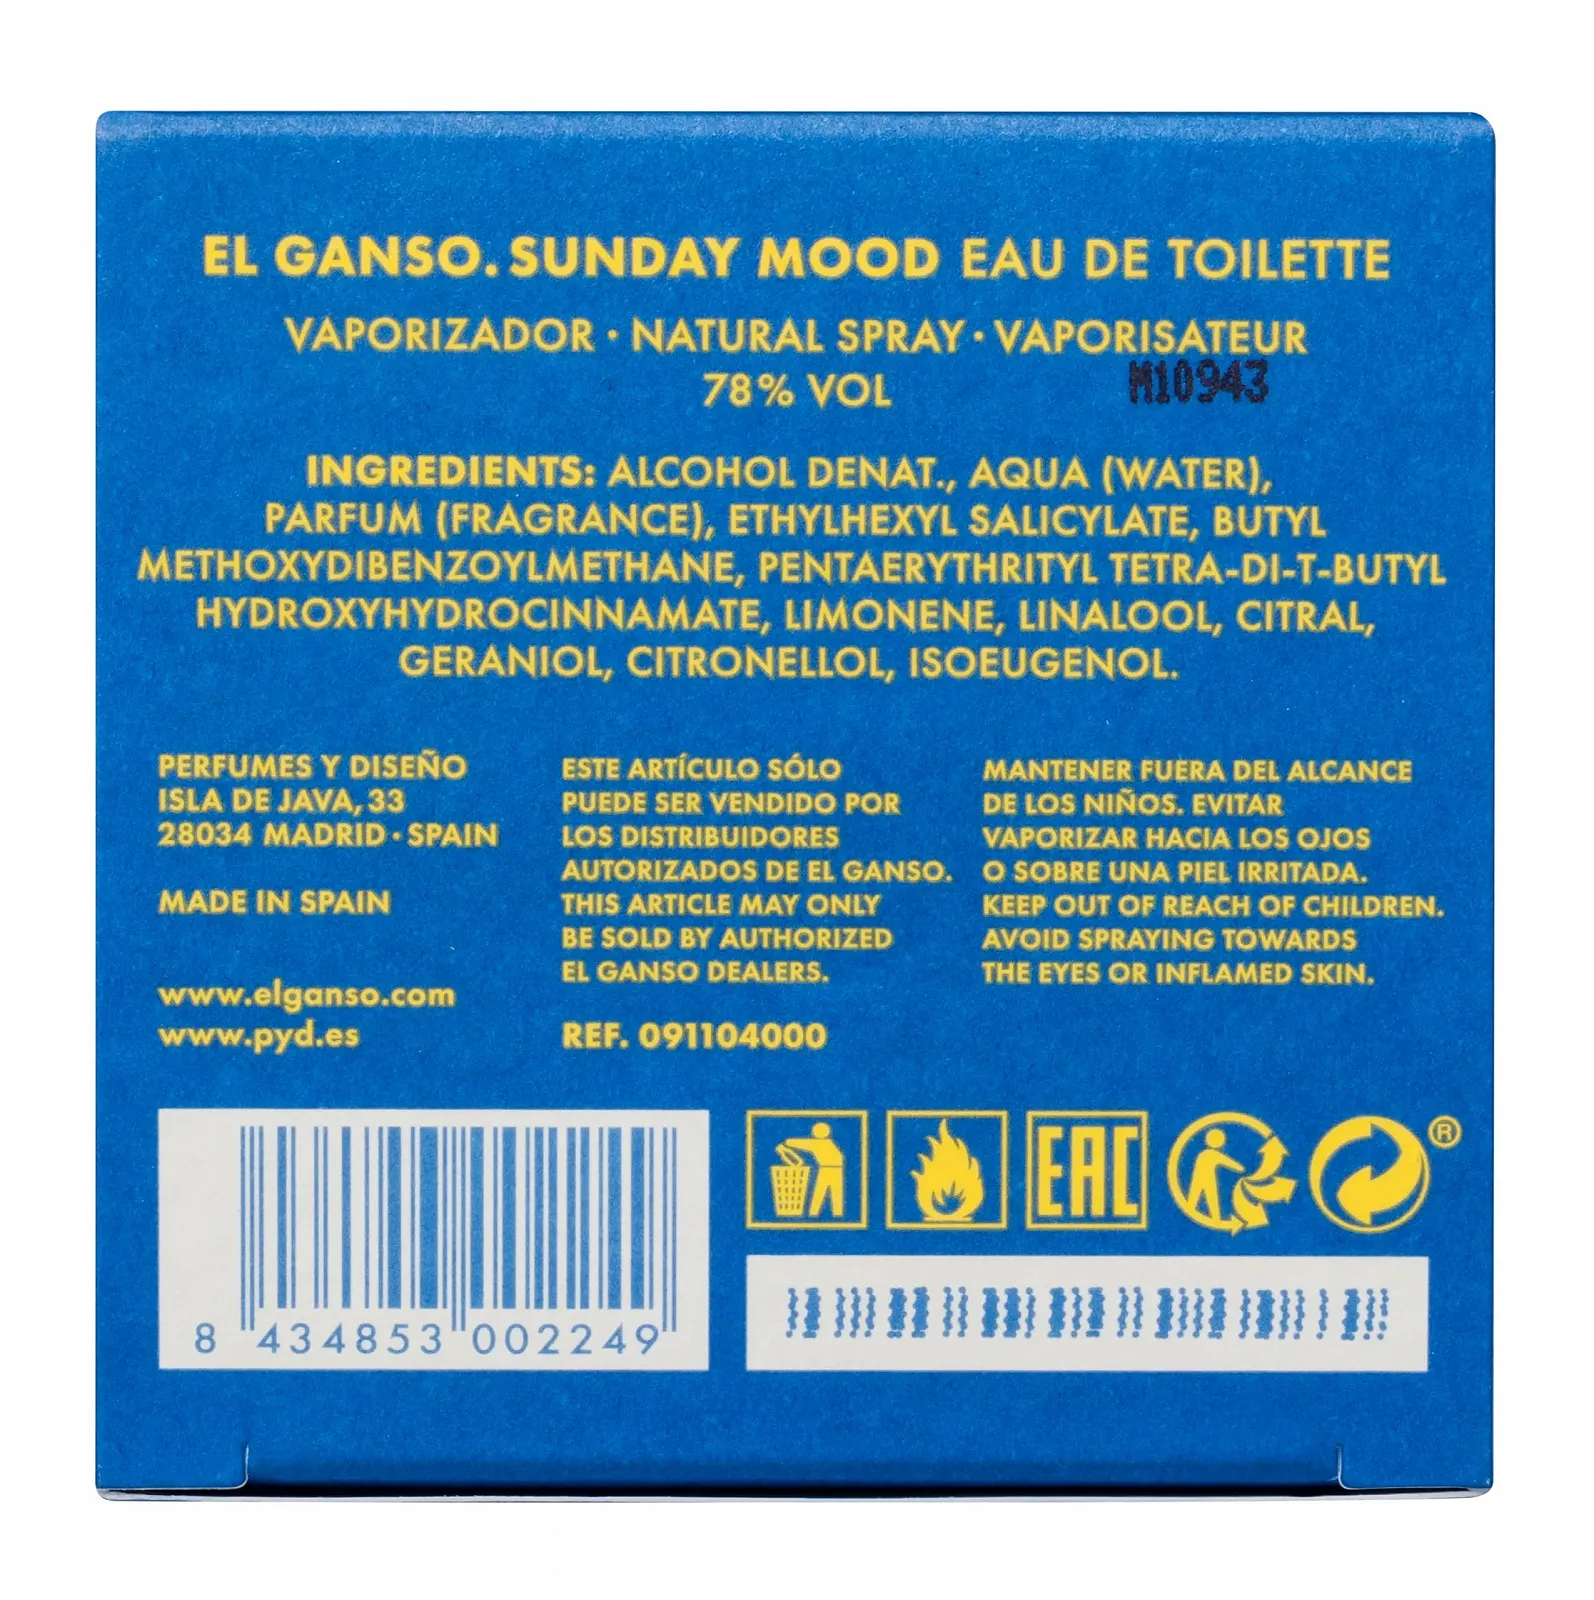 EL GANSO. SUNDAY MOOD EAU DE TOILETTE
VAPORIZADOR · NATURAL SPRAY · VAPORISATEUR
78% VOL
M10943
INGREDIENTS: ALCOHOL DENAT., AQUA (WATER),
PARFUM (FRAGRANCE), ETHYLHEXYL SALICYLATE, BUTYL
METHOXYDIBENZOYLMETHANE, PENTAERYTHRITYL TETRA-DI-T-BUTYL
HYDROXYHYDROCINNAMATE, LIMONENE, LINALOOL, CITRAL,
GERANIOL, CITRONELLOL, ISOEUGENOL.
PERFUMES Y DISEÑO
ISLA DE JAVA, 33
28034 MADRID · SPAIN
MADE IN SPAIN
www.elganso.com
www.pyd.es
ESTE ARTÍCULO SÓLO
PUEDE SER VENDIDO POR
LOS DISTRIBUIDORES
AUTORIZADOS DE EL GANSO.
THIS ARTICLE MAY ONLY
BE SOLD BY AUTHORIZED
EL GANSO DEALERS.
REF. 091104000
MANTENER FUERA DEL ALCANCE
DE LOS NIÑOS. EVITAR
VAPORIZAR HACIA LOS OJOS
O SOBRE UNA PIEL IRRITADA.
KEEP OUT OF REACH OF CHILDREN.
AVOID SPRAYING TOWARDS
THE EYES OR INFLAMED SKIN.
8 434853 002249
EAC
®